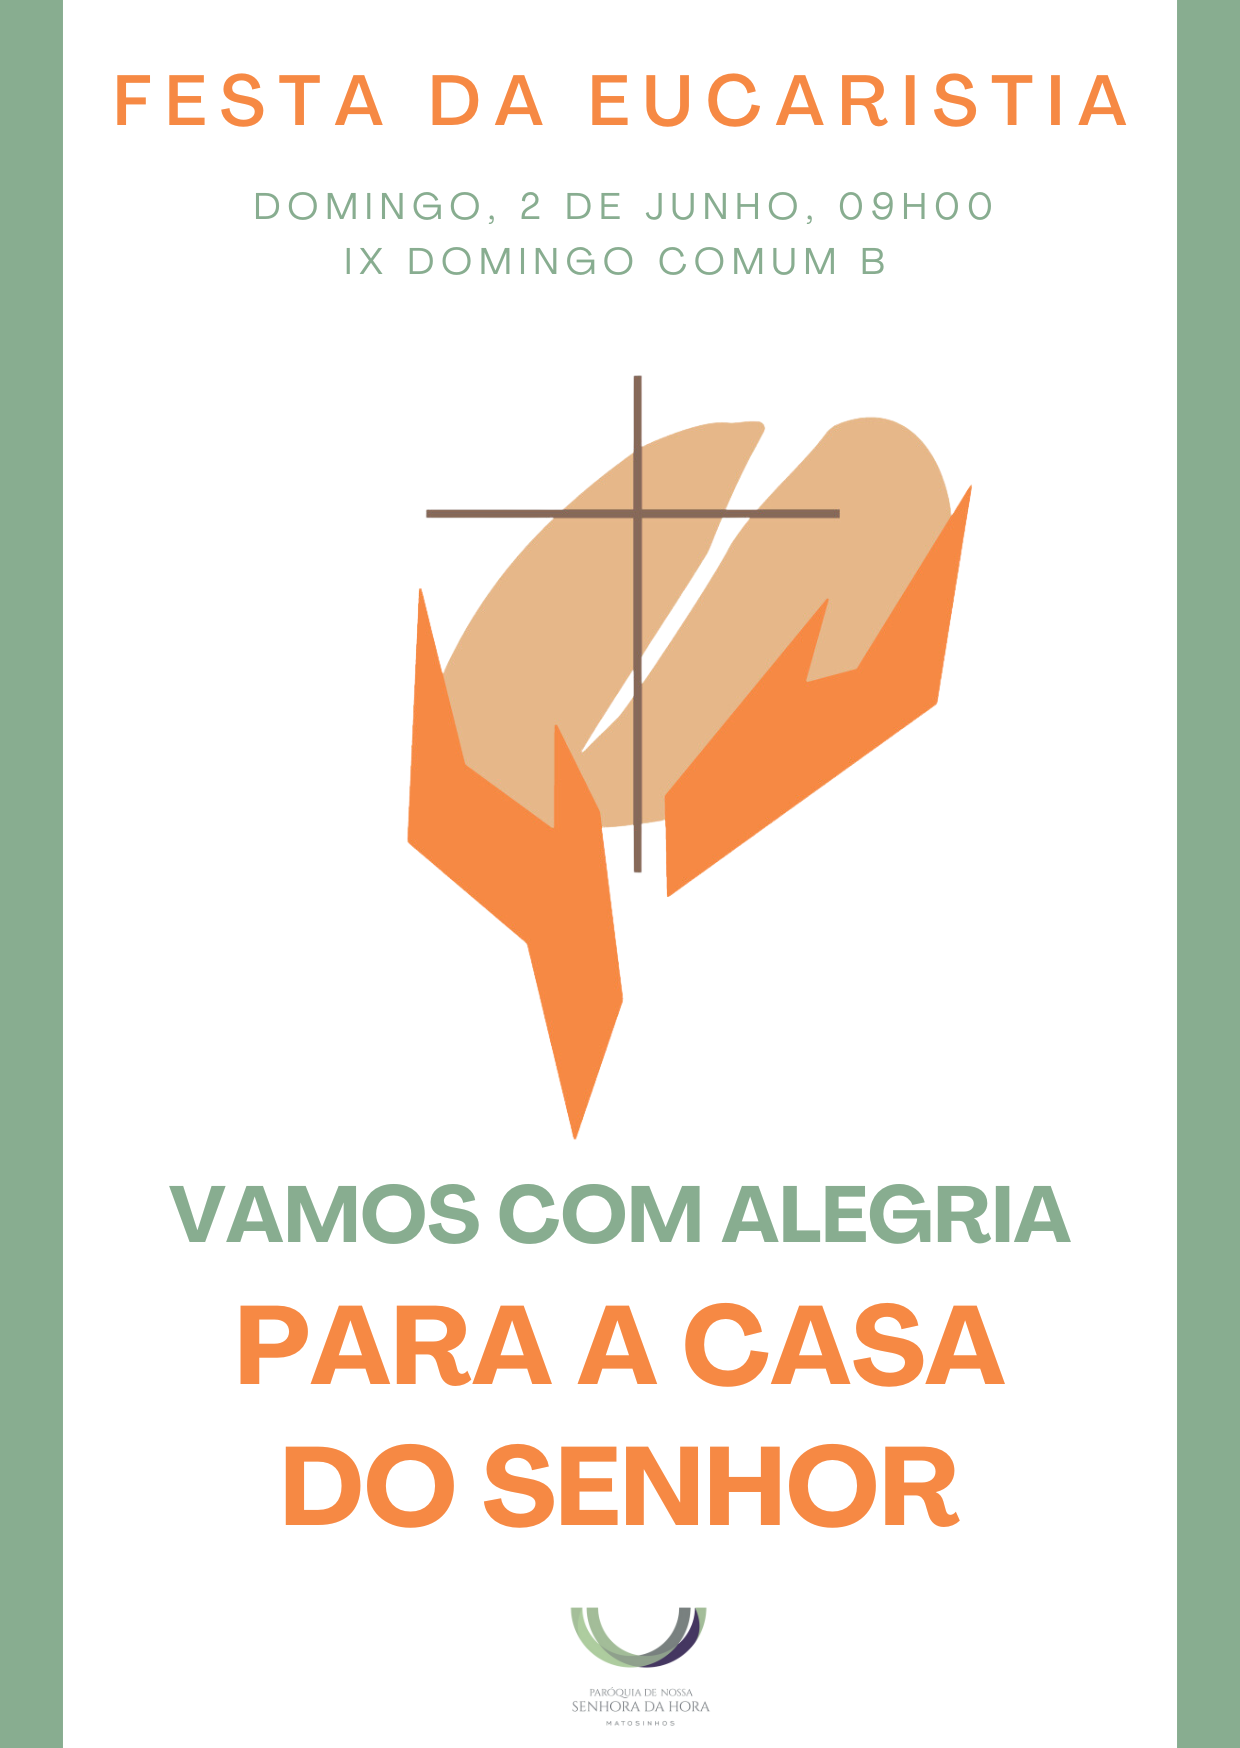 FESTA DA EUCARISTIA
DOMINGO, 2 DE JUNHO, 09H00
IX DOMINGO COMUM B
VAMOS COM ALEGRIA
PARA A CASA
DO SENHOR
PARÓQUIA DE NOSSA
SENHORA DA HORA
MATOSINHOS